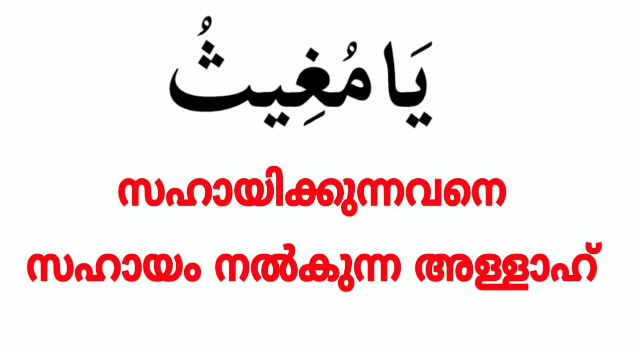 يَا مُغِيثُ
സഹായിക്കുന്നവനെ
സഹായം നൽകുന്ന അള്ളാഹ്